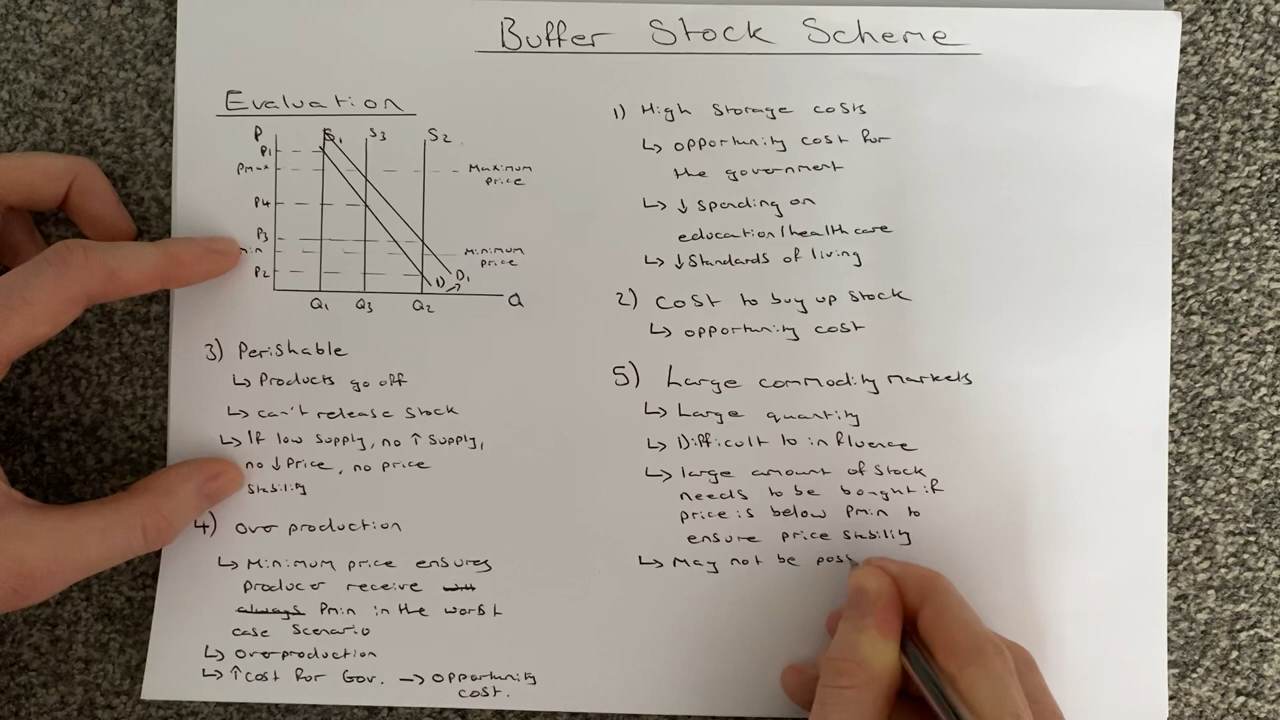 Buffer Stock Scheme
Evaluation
P
S1
S3
S2
P1
Pmax
Maximum
price
P4
P3
min
Minimum
price
P2
D
D1
Q1
Q3
Q2
Q
1) High storage costs
↳ opportunity cost for
the government
↳ ↓ spending on
education/health care
↳ ↓ standards of living
2) Cost to buy up stock
↳ opportunity cost
3) Perishable
↳ Products go off
↳ can't release stock
↳ If low supply, no ↑ supply,
no ↓ Price, no price
stability
4) Over production
↳ Minimum price ensures
producer receive
always Pmin in the worst
case scenario
↳ overproduction
↳ ↑ cost for Gov. → opportunity
cost.
5) Large commodity markets
↳ Large quantity
↳ Difficult to influence
↳ large amount of stock
needs to be bought if
price is below Pmin to
ensure price stability
↳ May not be poss